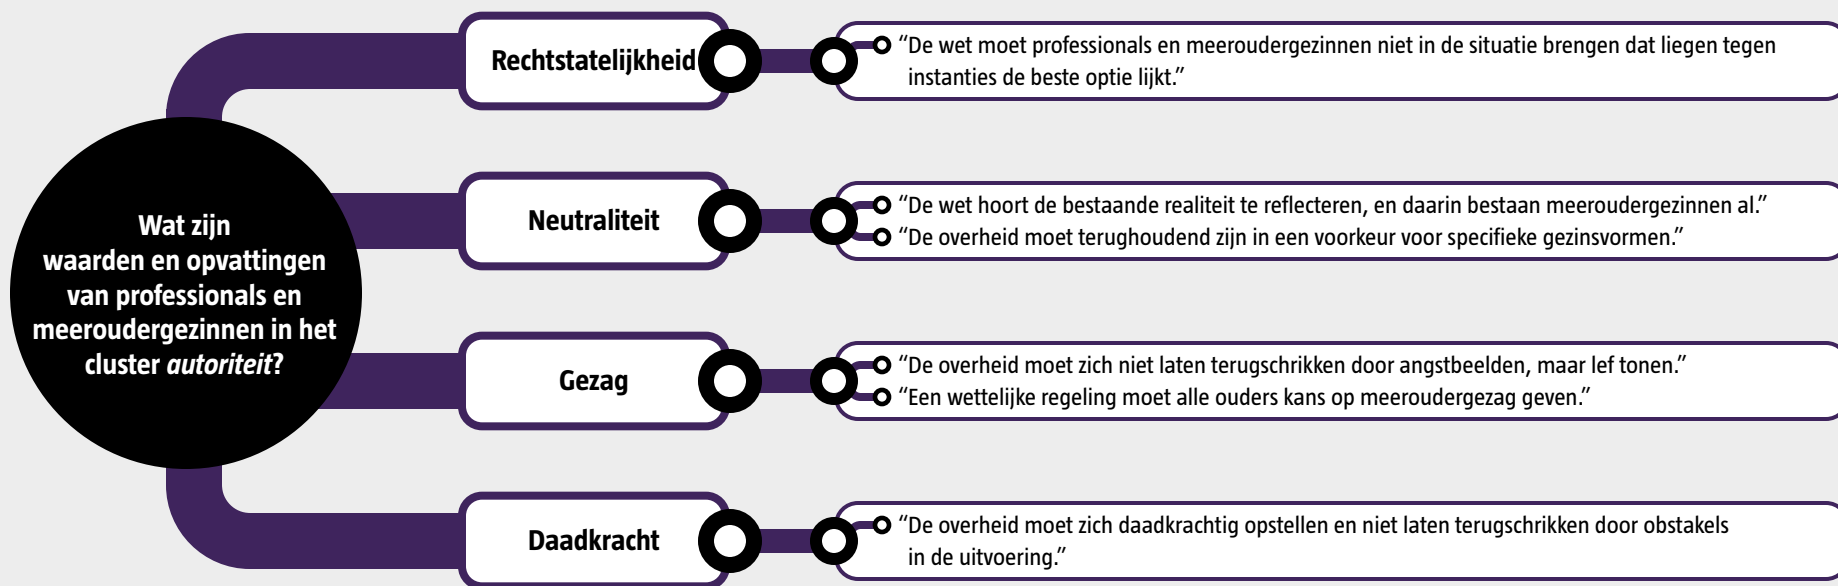 Wat zijn
waarden en opvattingen
van professionals en
meeroudergezinnen in het
cluster autoriteit?
Rechtstatelijkheid
“De wet moet professionals en meeroudergezinnen niet in de situatie brengen dat liegen tegen
instanties de beste optie lijkt.”
Neutraliteit
“De wet hoort de bestaande realiteit te reflecteren, en daarin bestaan meeroudergezinnen al.”
“De overheid moet terughoudend zijn in een voorkeur voor specifieke gezinsvormen.”
Gezag
“De overheid moet zich niet laten terugschrikken door angstbeelden, maar lef tonen.”
“Een wettelijke regeling moet alle ouders kans op meeroudergezag geven.”
Daadkracht
“De overheid moet zich daadkrachtig opstellen en niet laten terugschrikken door obstakels
in de uitvoering.”